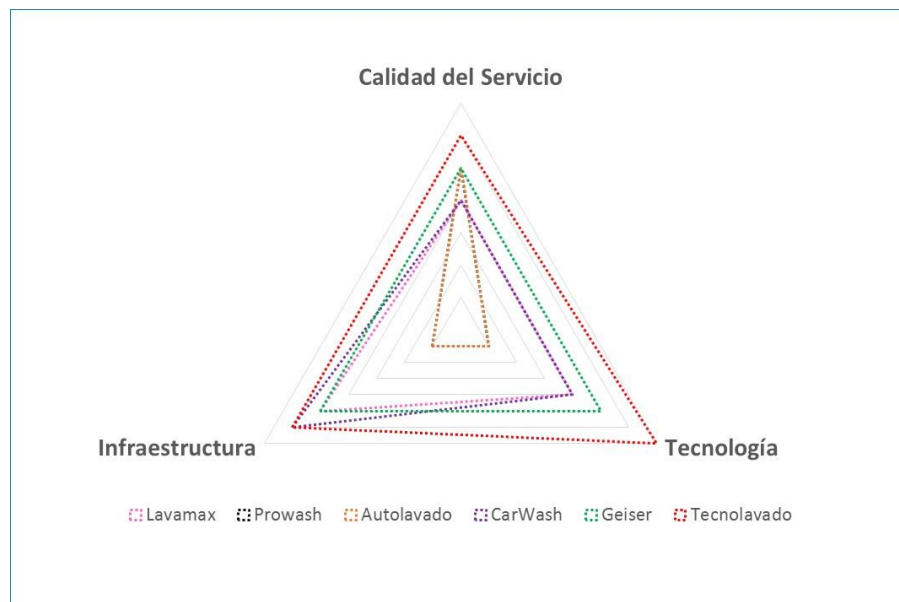 Calidad del Servicio
Infraestructura
Tecnología
Lavamax Prowash Autolavado CarWash Geiser Tecnolavado